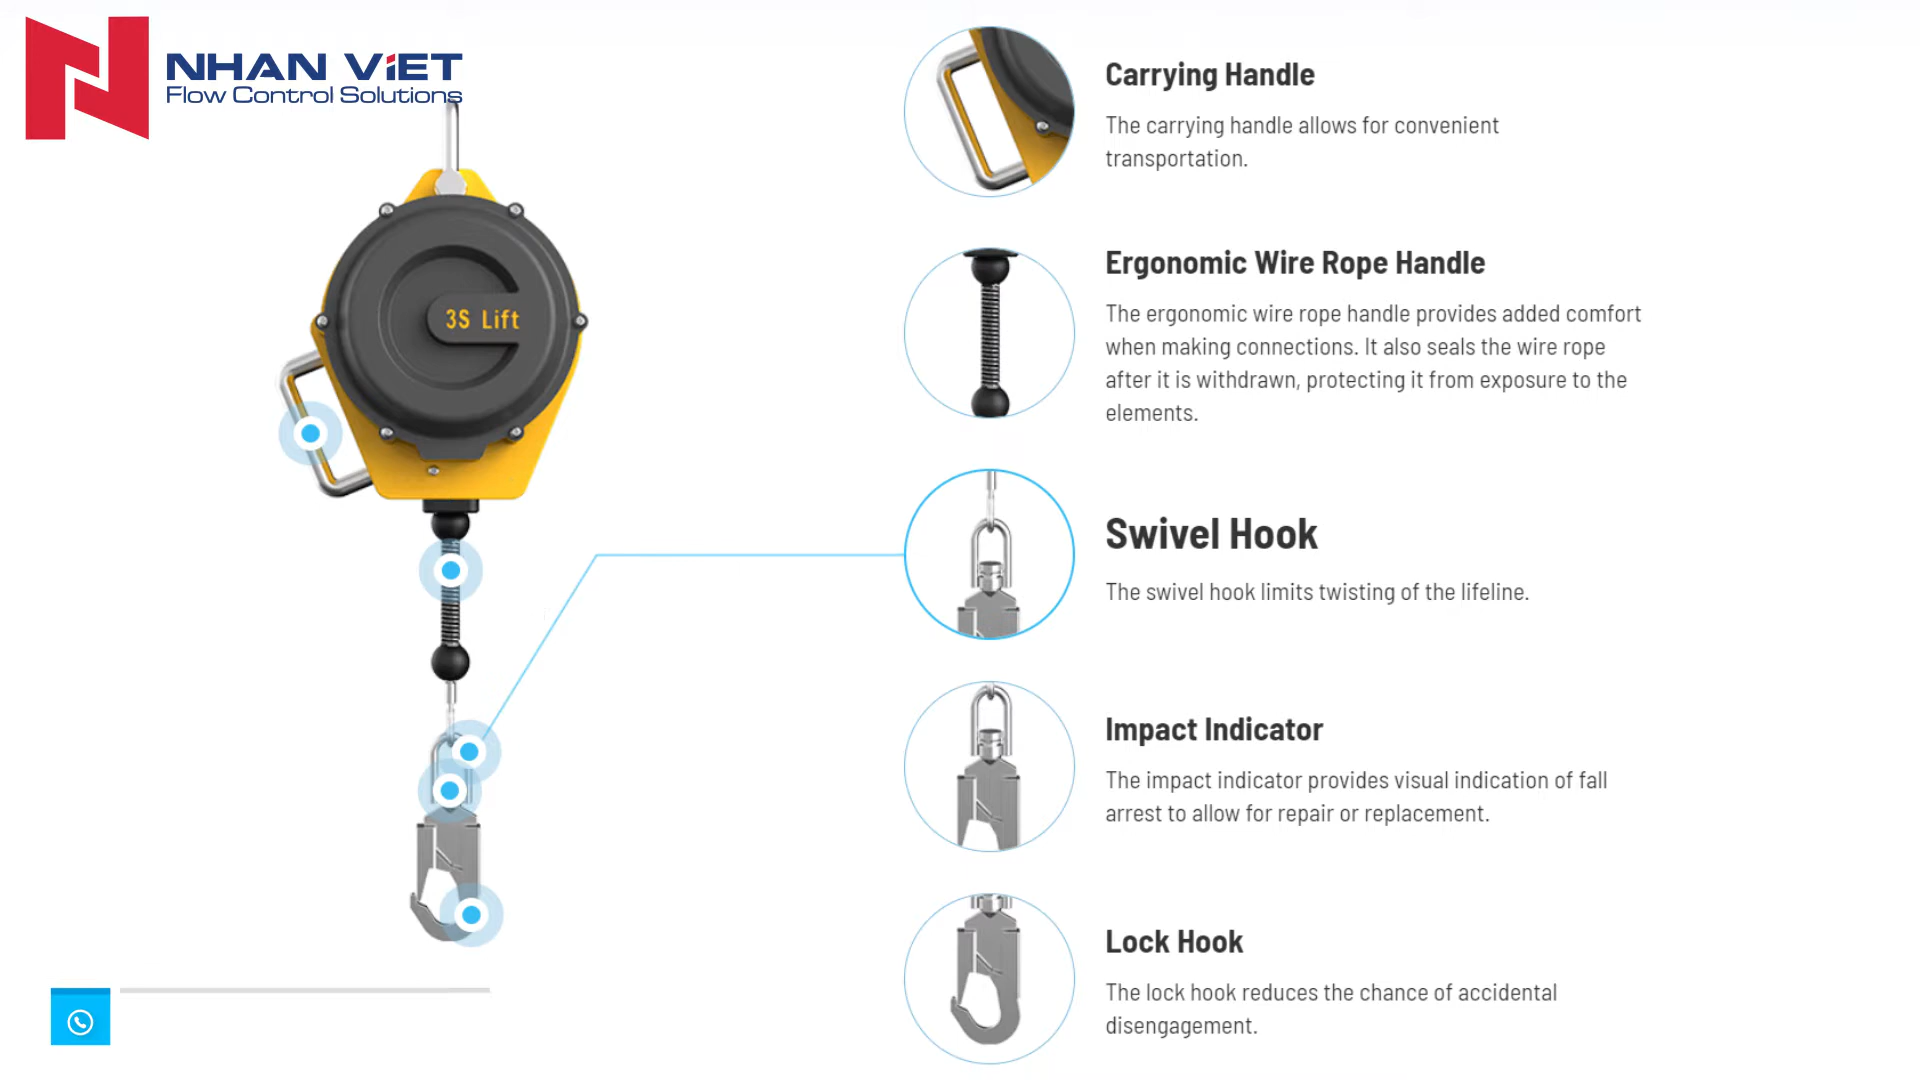 NHAN VIET
Flow Control Solutions
3S Lift
Carrying Handle
The carrying handle allows for convenient
transportation.
Ergonomic Wire Rope Handle
The ergonomic wire rope handle provides added comfort
when making connections. It also seals the wire rope
after it is withdrawn, protecting it from exposure to the
elements.
Swivel Hook
The swivel hook limits twisting of the lifeline.
Impact Indicator
The impact indicator provides visual indication of fall
arrest to allow for repair or replacement.
Lock Hook
The lock hook reduces the chance of accidental
disengagement.